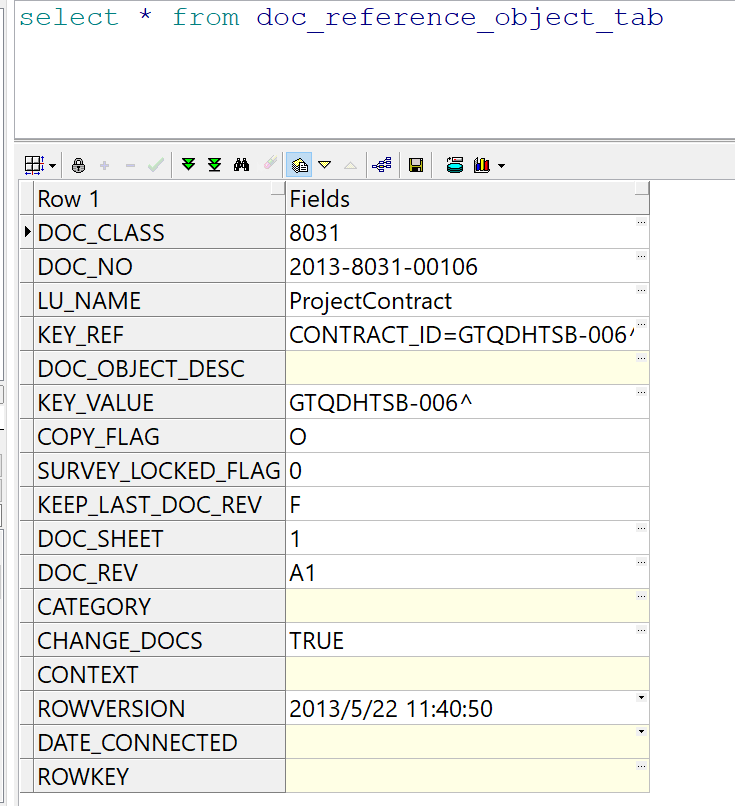 select * from doc_reference_object_tab
Row 1 Fields
DOC_CLASS 8031
DOC_NO 2013-8031-00106
LU_NAME ProjectContract
KEY_REF CONTRACT_ID=GTQDHTSB-006^
DOC_OBJECT_DESC
KEY_VALUE GTQDHTSB-006^
COPY_FLAG O
SURVEY_LOCKED_FLAG 0
KEEP_LAST_DOC_REV F
DOC_SHEET 1
DOC_REV A1
CATEGORY
CHANGE_DOCS TRUE
CONTEXT
ROWVERSION 2013/5/22 11:40:50
DATE_CONNECTED
ROWKEY